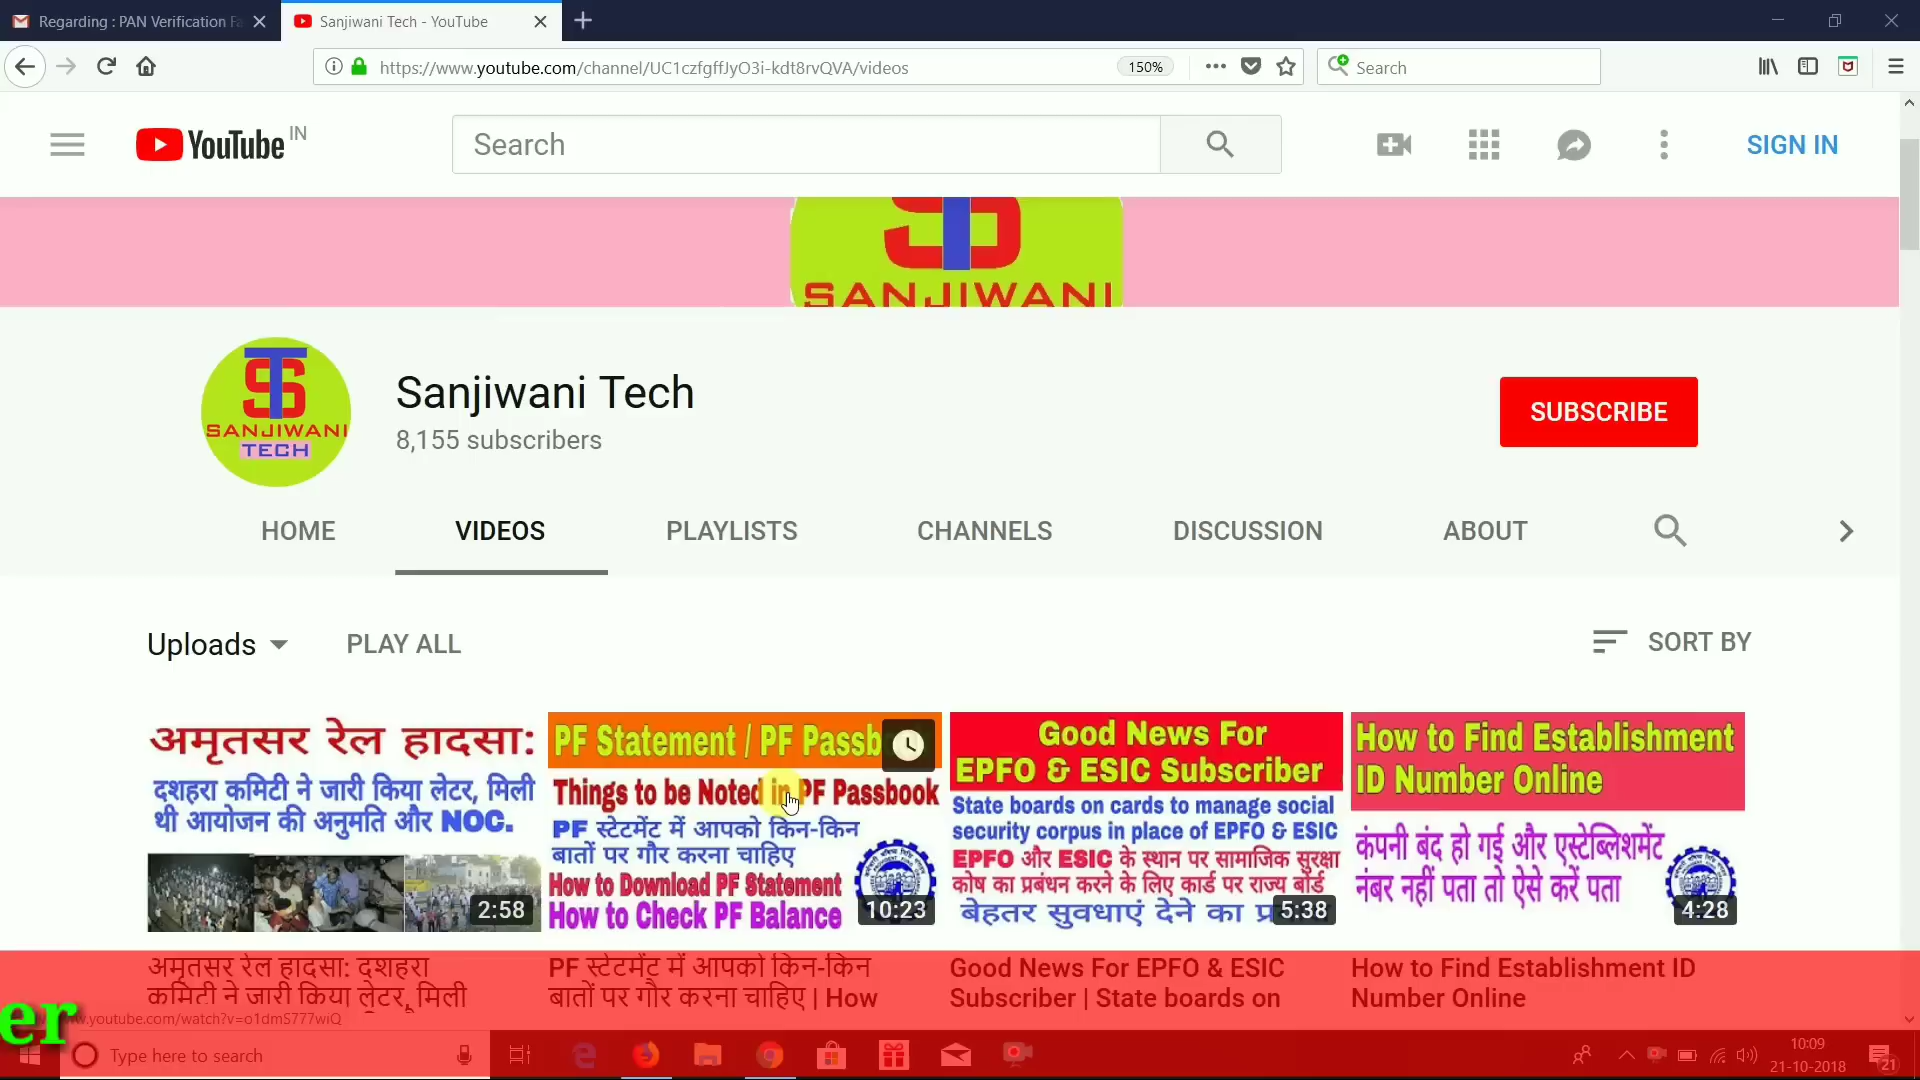 Regarding : PAN Verification Fa
Sanjiwani Tech - YouTube
https://www.youtube.com/channel/UC1czfgffJyO3i-kdt8rvQVA/videos
150%
Search
YouTube IN
Search
SIGN IN
SANJIWANI
SANJIWANI
TECH
Sanjiwani Tech
8,155 subscribers
SUBSCRIBE
HOME
VIDEOS
PLAYLISTS
CHANNELS
DISCUSSION
ABOUT
Uploads
PLAY ALL
SORT BY
अमृतसर रेल हादसा:
दशहरा कमिटी ने जारी किया लेटर, मिली
थी आयोजन की अनुमति और NOC.
2:58
PF Statement / PF Passb
Things to be Noted in PF Passbook
PF स्टेटमेंट में आपको किन-किन
बातों पर गौर करना चाहिए
How to Download PF Statement
How to Check PF Balance
10:23
Good News For
EPFO & ESIC Subscriber
State boards on cards to manage social
security corpus in place of EPFO & ESIC
EPFO और ESIC के स्थान पर सामाजिक सुरक्षा
कोष का प्रबंधन करने के लिए कार्ड पर राज्य बोर्ड
बेहतर सुवधाएं देने का प्र
5:38
How to Find Establishment
ID Number Online
कंपनी बंद हो गई और एस्टेब्लिशमेंट
नंबर नहीं पता तो ऐसे करें पता
4:28
अमृतसर रेल हादसा: दशहरा
कमिटी ने जारी किया लेटर, मिली
PF स्टेटमेंट में आपको किन-किन
बातों पर गौर करना चाहिए | How
Good News For EPFO & ESIC
Subscriber | State boards on
How to Find Establishment ID
Number Online
er
w.youtube.com/watch?v=o1dmS777wiQ
Type here to search
10:09
21-10-2018
21